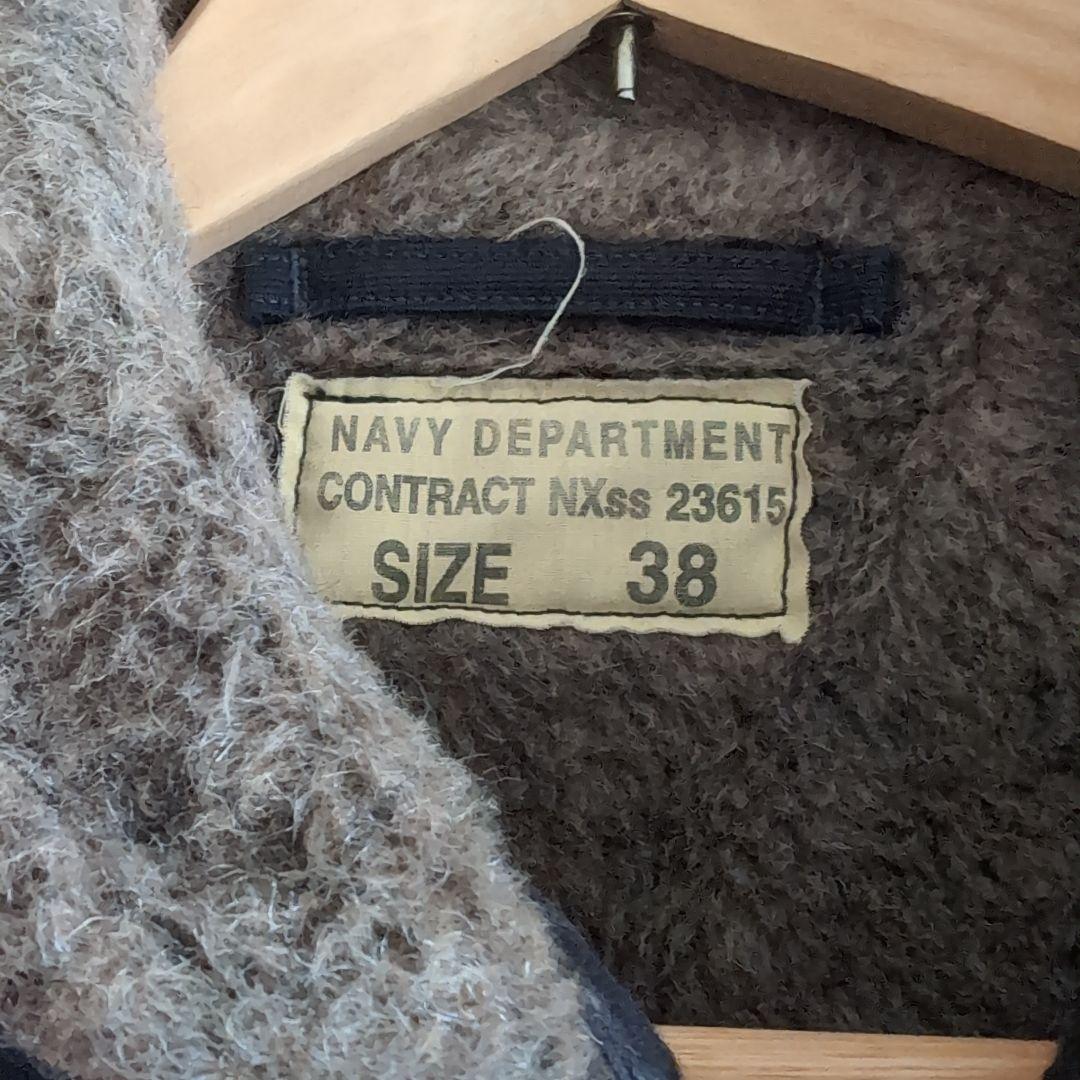 NAVY DEPARTMENT
CONTRACT NXss 23615
SIZE 38